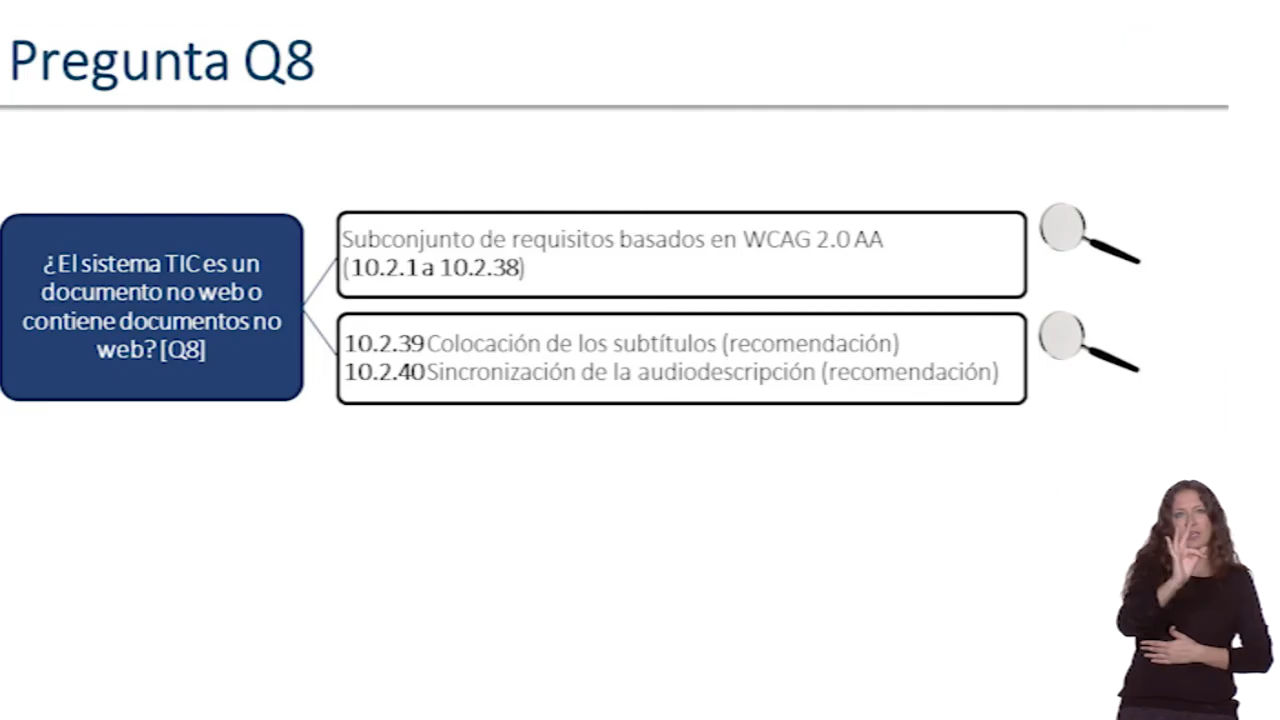 Pregunta Q8
¿El sistema TIC es un
documento no web o
contiene documentos no
web? [Q8]
Subconjunto de requisitos basados en WCAG 2.0 AA
(10.2.1 a 10.2.38)
10.2.39 Colocación de los subtítulos (recomendación)
10.2.40 Sincronización de la audiodescripción (recomendación)